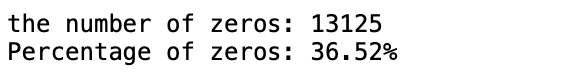 the number of zeros: 13125
Percentage of zeros: 36.52%